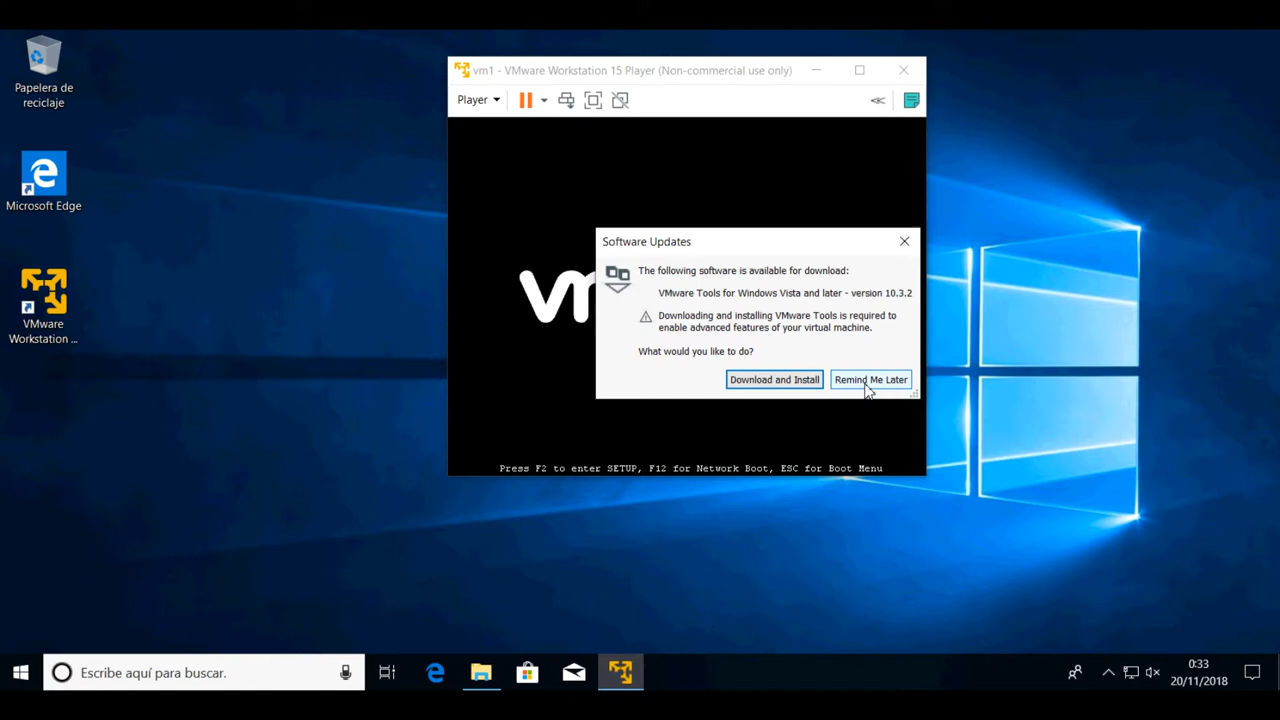 Papelera de
reciclaje
Microsoft Edge
VMware
Workstation ...
vm1 - VMware Workstation 15 Player (Non-commercial use only)
Player
Software Updates
The following software is available for download:
VMware Tools for Windows Vista and later - version 10.3.2
Downloading and installing VMware Tools is required to
enable advanced features of your virtual machine.
What would you like to do?
Download and Install
Remind Me Later
Press F2 to enter SETUP, F12 for Network Boot, ESC for Boot Menu
Escribe aquí para buscar.
0:33
20/11/2018